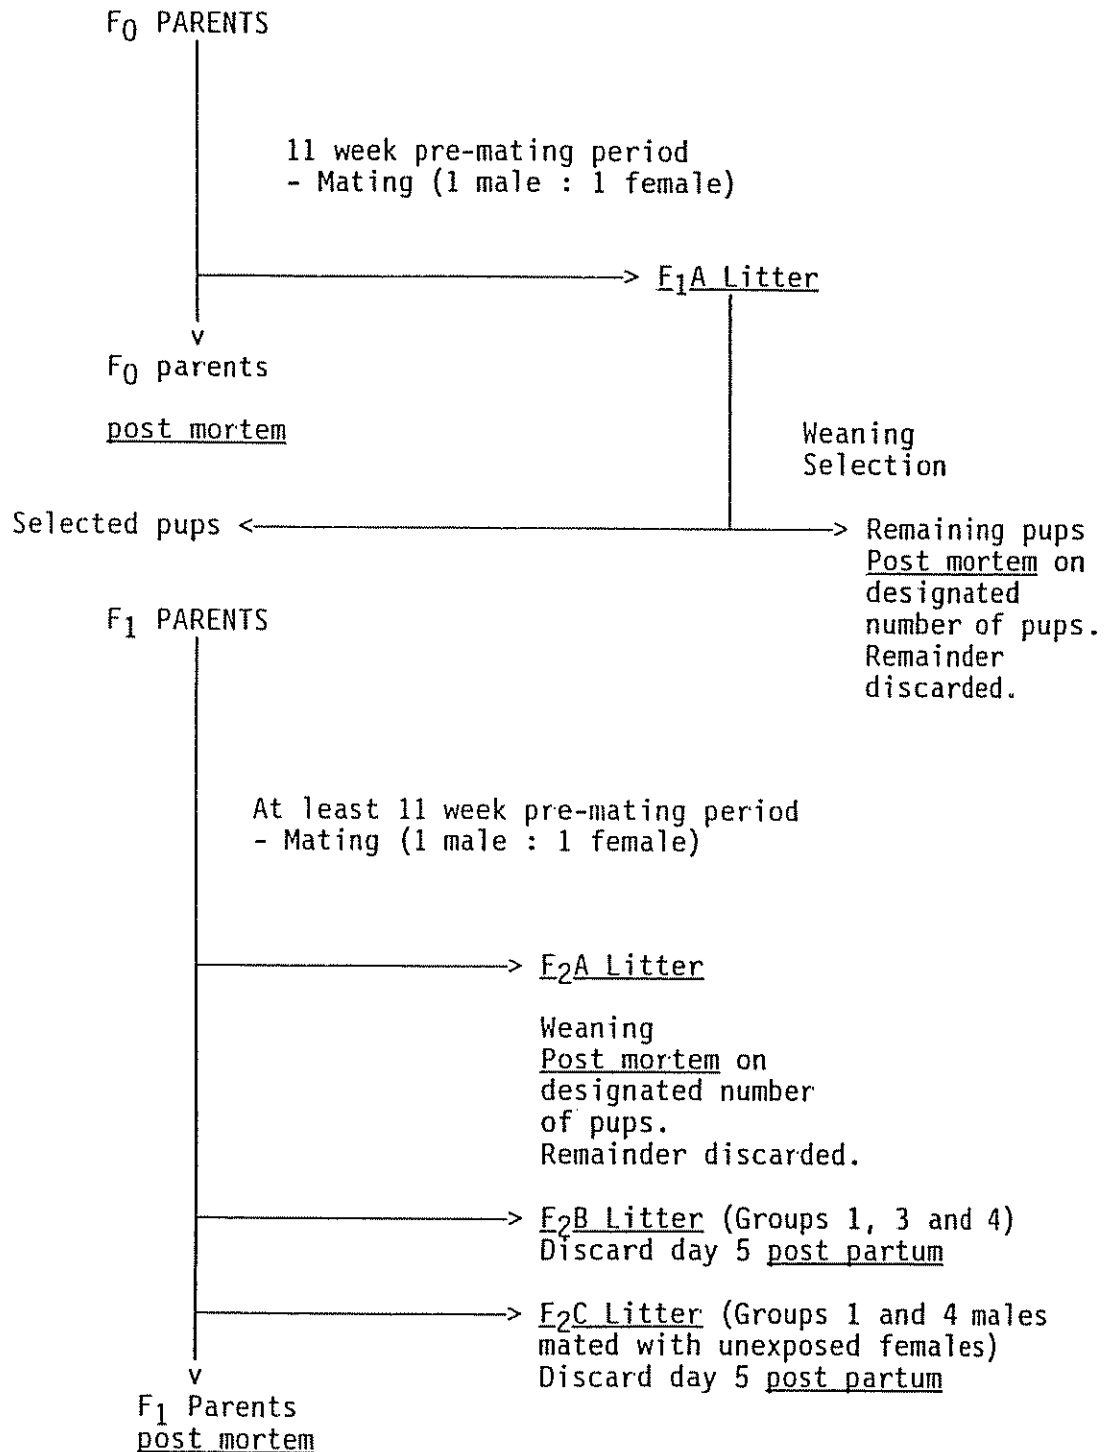 F0 PARENTS
11 week pre-mating period
- Mating (1 male : 1 female)
F1A Litter
F0 parents
post mortem
Weaning
Selection
Selected pups
Remaining pups
Post mortem on
designated
number of pups.
Remainder
discarded.
F1 PARENTS
At least 11 week pre-mating period
- Mating (1 male : 1 female)
F2A Litter
Weaning
Post mortem on
designated number
of pups.
Remainder discarded.
F2B Litter (Groups 1, 3 and 4)
Discard day 5 post partum
F2C Litter (Groups 1 and 4 males
mated with unexposed females)
Discard day 5 post partum
F1 Parents
post mortem